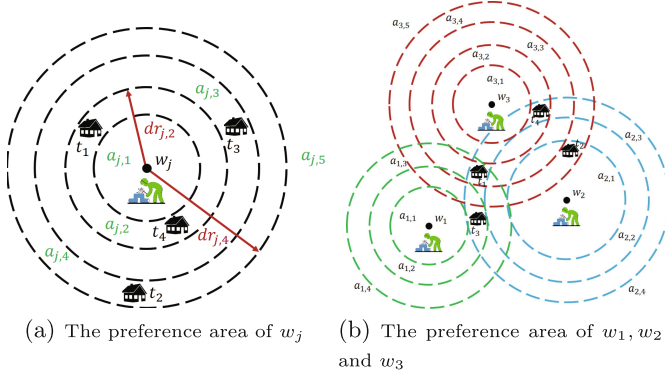 a_{j,3}
t_1
dr_{j,2}
t_3
a_{j,1}
w_j
a_{j,5}
a_{j,2}
t_4
dr_{j,4}
a_{j,4}
t_2
(a) The preference area of w_j
a_{3,5}
a_{3,4}
a_{3,3}
a_{3,2}
a_{3,1}
w_3
t_4
a_{2,3}
t_2
a_{1,3}
a_{2,1}
t_1
w_2
a_{1,1}
w_1
t_3
a_{2,2}
a_{1,2}
a_{1,4}
a_{2,4}
(b) The preference area of w_1, w_2
and w_3